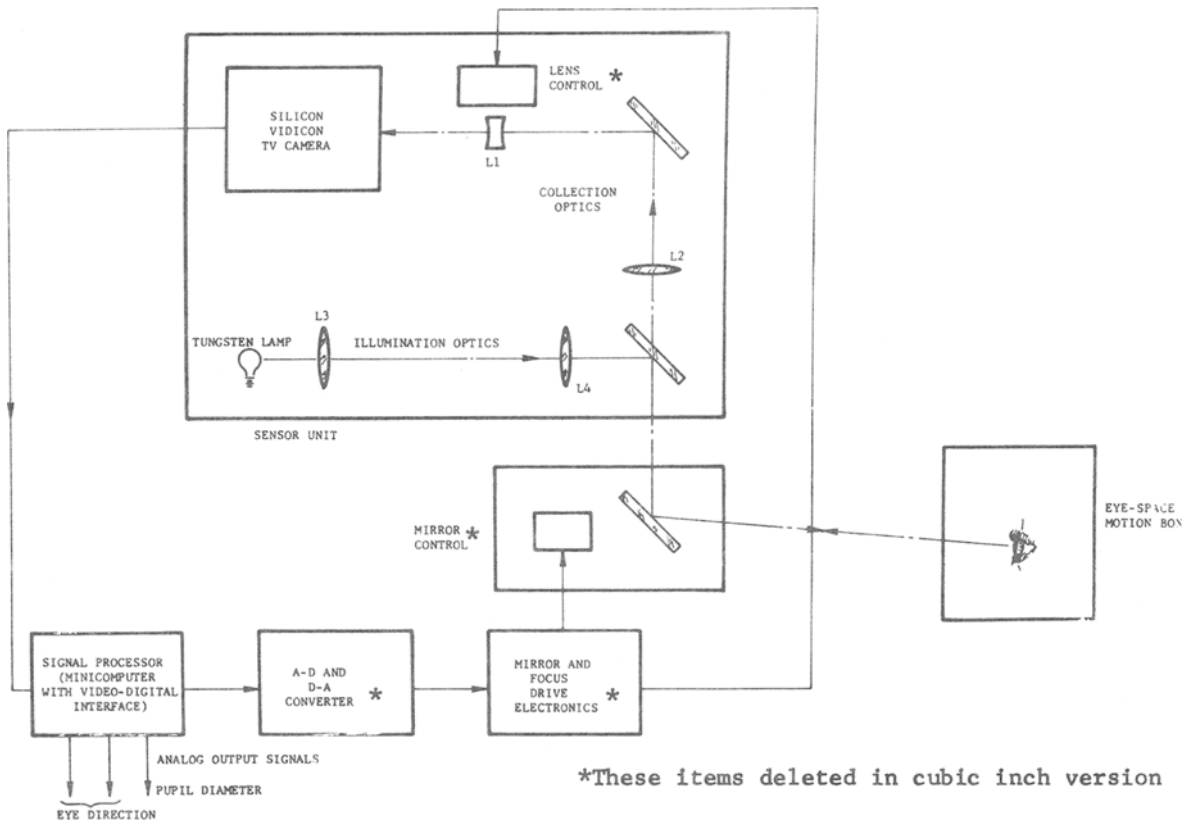 LENS
CONTROL *
SILICON
VIDICON
TV CAMERA
L1
COLLECTION
OPTICS
L2
L3
TUNGSTEN LAMP
ILLUMINATION OPTICS
L4
SENSOR UNIT
MIRROR
CONTROL *
EYE-SPACE
MOTION BOX
SIGNAL PROCESSOR
(MINICOMPUTER
WITH VIDEO-DIGITAL
INTERFACE)
A-D AND
D-A
CONVERTER *
MIRROR AND
FOCUS
DRIVE
ELECTRONICS *
ANALOG OUTPUT SIGNALS
PUPIL DIAMETER
EYE DIRECTION
*These items deleted in cubic inch version